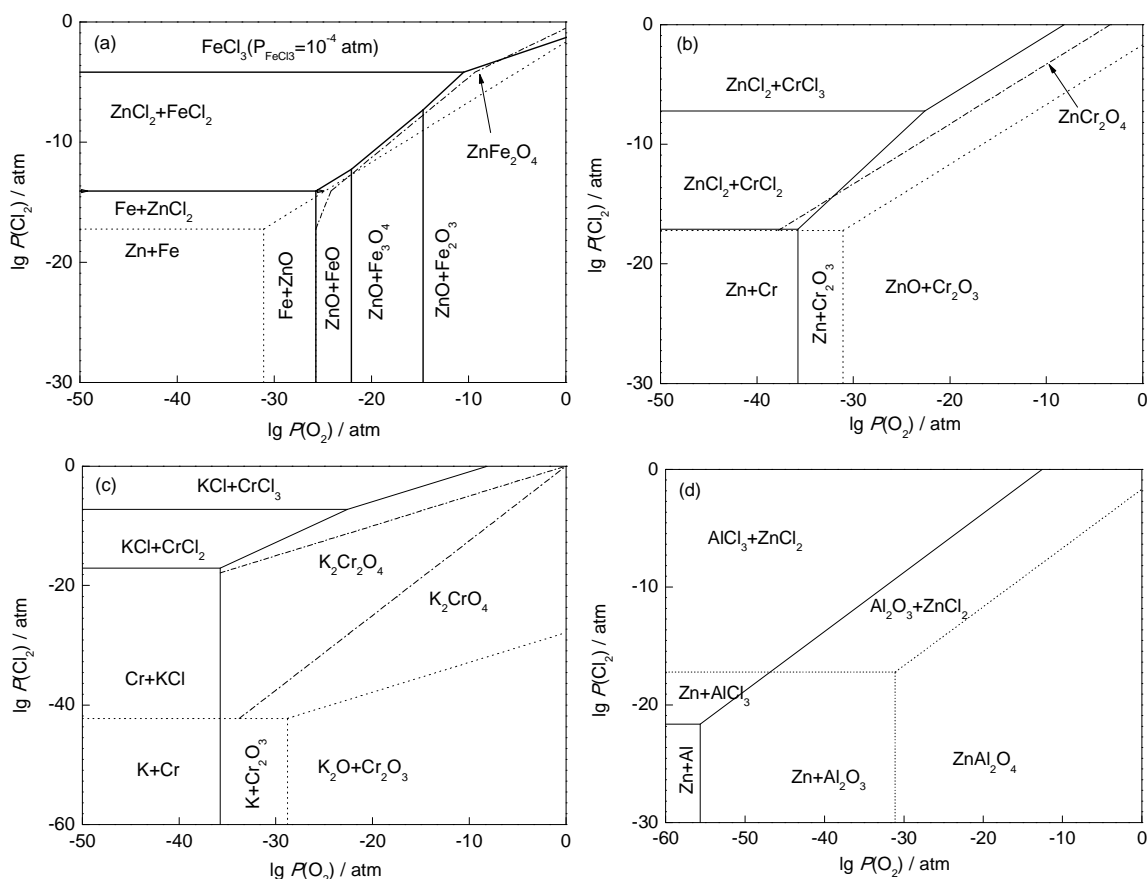 (a)
FeCl₃(P_FeCl3=10⁻⁴ atm)
ZnCl₂+FeCl₂
ZnFe₂O₄
Fe+ZnCl₂
Zn+Fe
Fe+ZnO
ZnO+FeO
ZnO+Fe₃O₄
ZnO+Fe₂O₃
0
-10
-20
-30
lg P(Cl₂) / atm
-50 -40 -30 -20 -10 0
lg P(O₂) / atm
(b)
ZnCl₂+CrCl₃
ZnCr₂O₄
ZnCl₂+CrCl₂
Zn+Cr
Zn+Cr₂O₃
ZnO+Cr₂O₃
0
-10
-20
-30
lg P(Cl₂) / atm
-50 -40 -30 -20 -10 0
lg P(O₂) / atm
(c)
KCl+CrCl₃
KCl+CrCl₂
K₂Cr₂O₄
K₂CrO₄
Cr+KCl
K+Cr
K+Cr₂O₃
K₂O+Cr₂O₃
0
-20
-40
-60
lg P(Cl₂) / atm
-50 -40 -30 -20 -10 0
lg P(O₂) / atm
(d)
AlCl₃+ZnCl₂
Al₂O₃+ZnCl₂
Zn+AlCl₃
Zn+Al
Zn+Al₂O₃
ZnAl₂O₄
0
-10
-20
-30
lg P(Cl₂) / atm
-60 -50 -40 -30 -20 -10 0
lg P(O₂) / atm